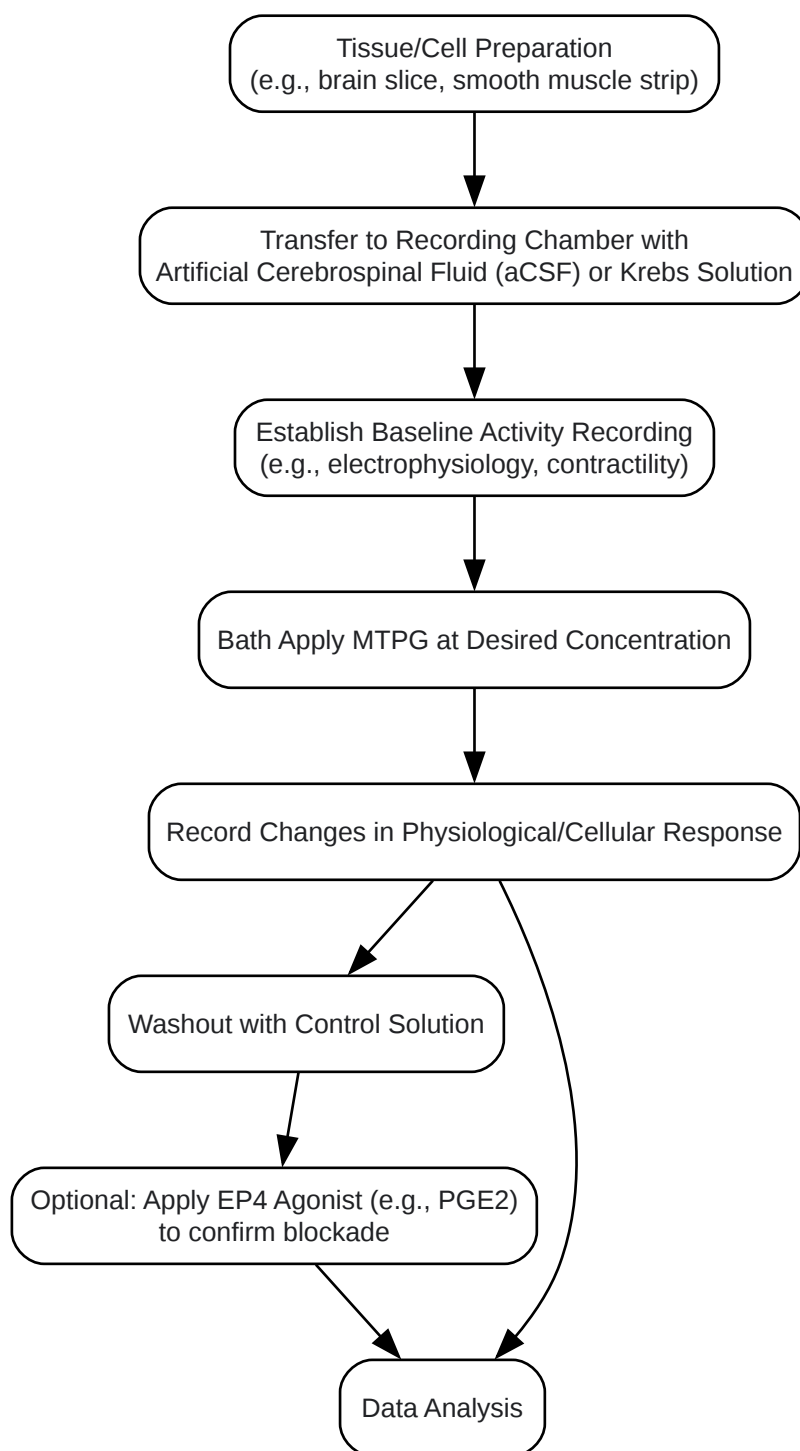 Tissue/Cell Preparation
(e.g., brain slice, smooth muscle strip)
Transfer to Recording Chamber with
Artificial Cerebrospinal Fluid (aCSF) or Krebs Solution
Establish Baseline Activity Recording
(e.g., electrophysiology, contractility)
Bath Apply MTPG at Desired Concentration
Record Changes in Physiological/Cellular Response
Washout with Control Solution
Optional: Apply EP4 Agonist (e.g., PGE2)
to confirm blockade
Data Analysis